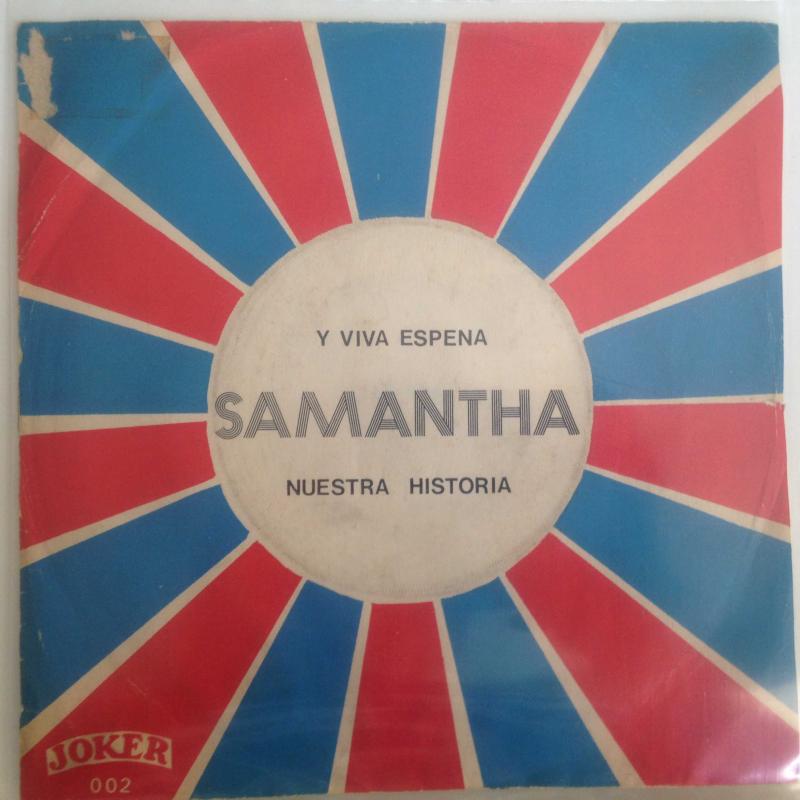 Y VIVA ESPENA
SAMANTHA
NUESTRA HISTORIA
JOKER
002